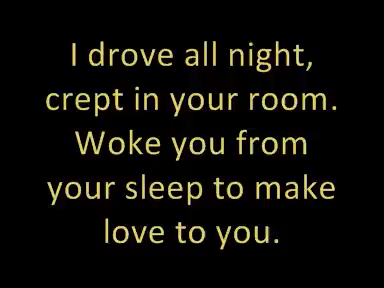 I drove all night,
crept in your room.
Woke you from
your sleep to make
love to you.